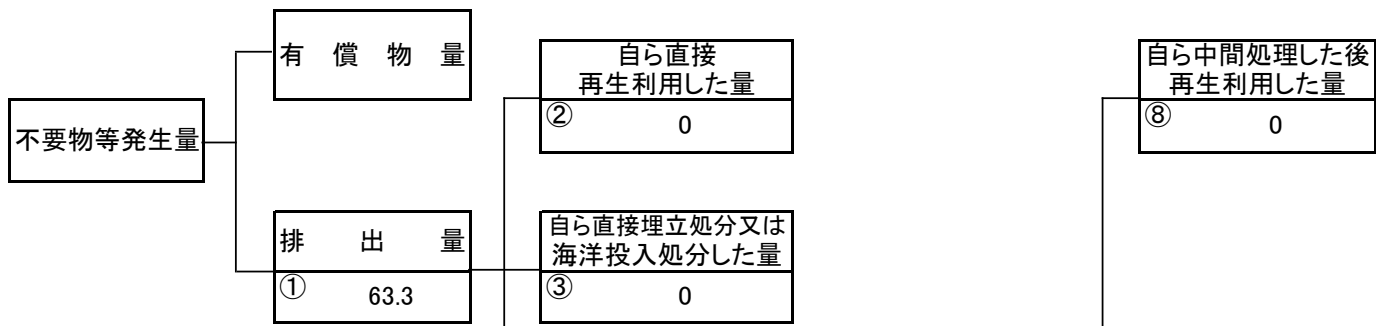 有償物量
自ら直接
再生利用した量
② 0
自ら中間処理した後
再生利用した量
⑧ 0
不要物等発生量
排出量
① 63.3
自ら直接埋立処分又は
海洋投入処分した量
③ 0